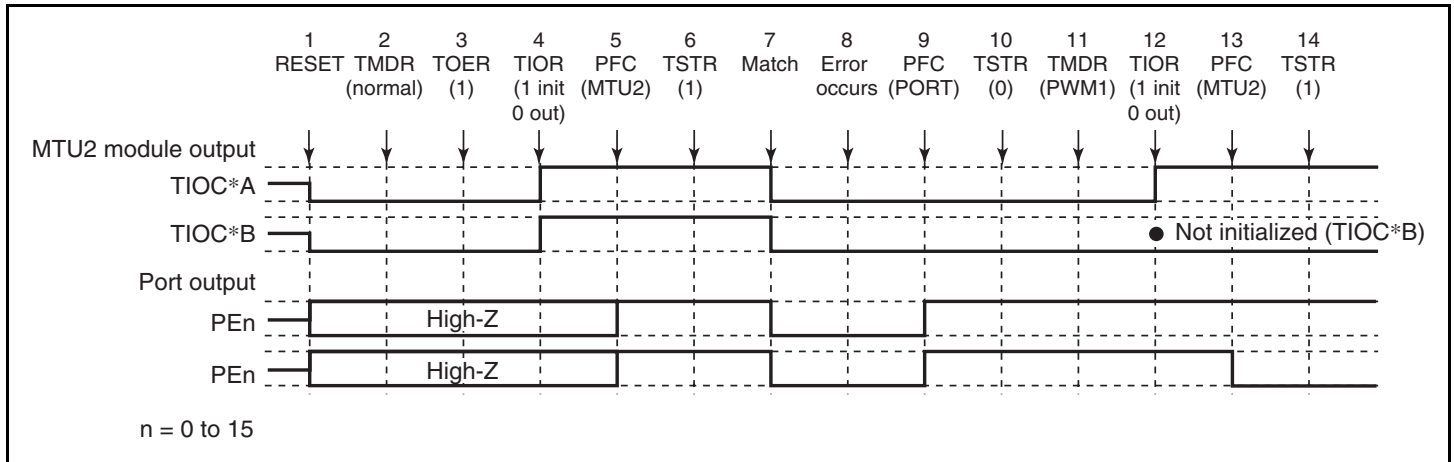 1 2 3 4 5 6 7 8 9 10 11 12 13 14
RESET TMDR TOER TIOR PFC TSTR Match Error PFC TSTR TMDR TIOR PFC TSTR
(normal) (1) (1 init (MTU2) (1) occurs (PORT) (0) (PWM1) (1 init (MTU2) (1)
0 out) 0 out)
MTU2 module output
TIOC*A
TIOC*B ● Not initialized (TIOC*B)
Port output
PEn High-Z
PEn High-Z
n = 0 to 15